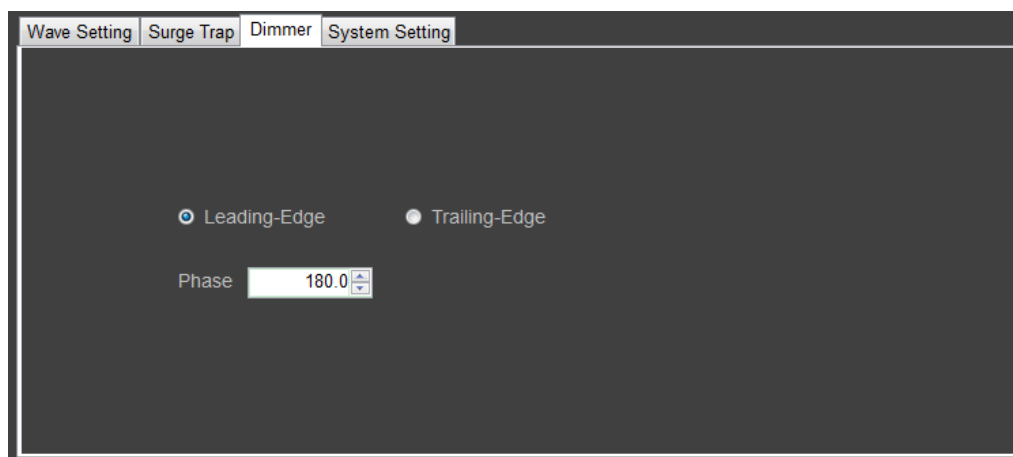 Wave Setting Surge Trap Dimmer System Setting
Leading-Edge Trailing-Edge
Phase 180.0